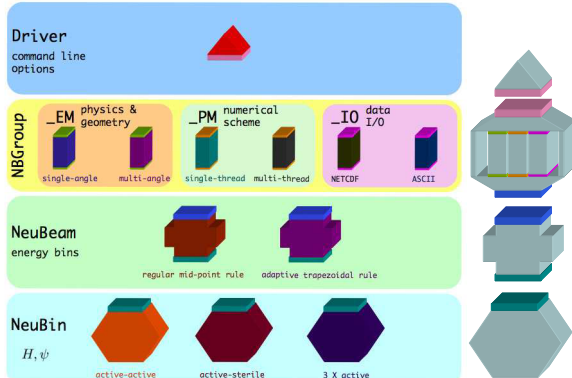 Driver
command line
options
NBGroup
_EM physics &
geometry
single-angle
multi-angle
_PM numerical
scheme
single-thread
multi-thread
_IO data
I/O
NETCDF
ASCII
NeuBeam
energy bins
regular mid-point rule
adaptive trapezoidal rule
NeuBin
H, ψ
active-active
active-sterile
3 X active